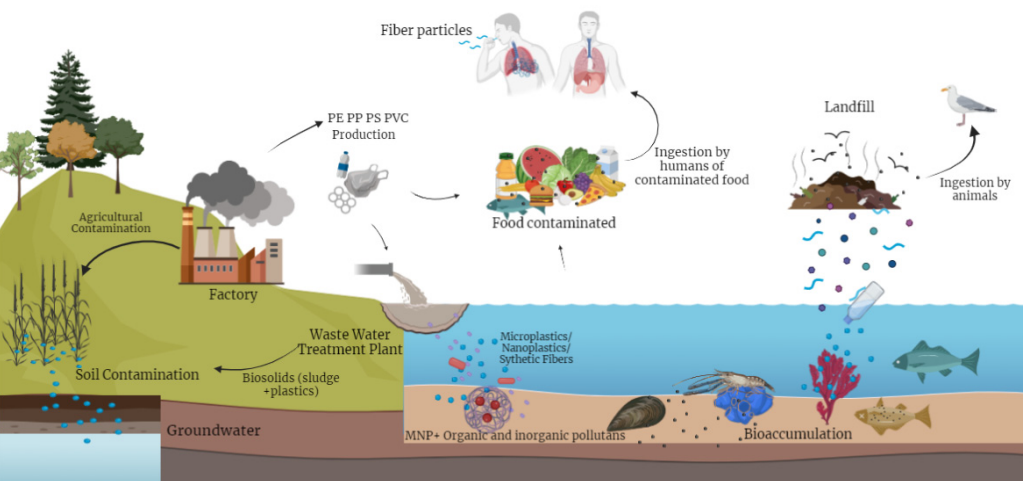 Fiber particles
PE PP PS PVC
Production
Landfill
Ingestion by
humans of
contaminated food
Ingestion by
animals
Agricultural
Contamination
Food contaminated
Factory
Waste Water
Treatment Plant
Microplastics/
Nanoplastics/
Sythetic Fibers
Soil Contamination
Biosolids (sludge
+plastics)
Groundwater
MNP+ Organic and inorganic pollutans
Bioaccumulation